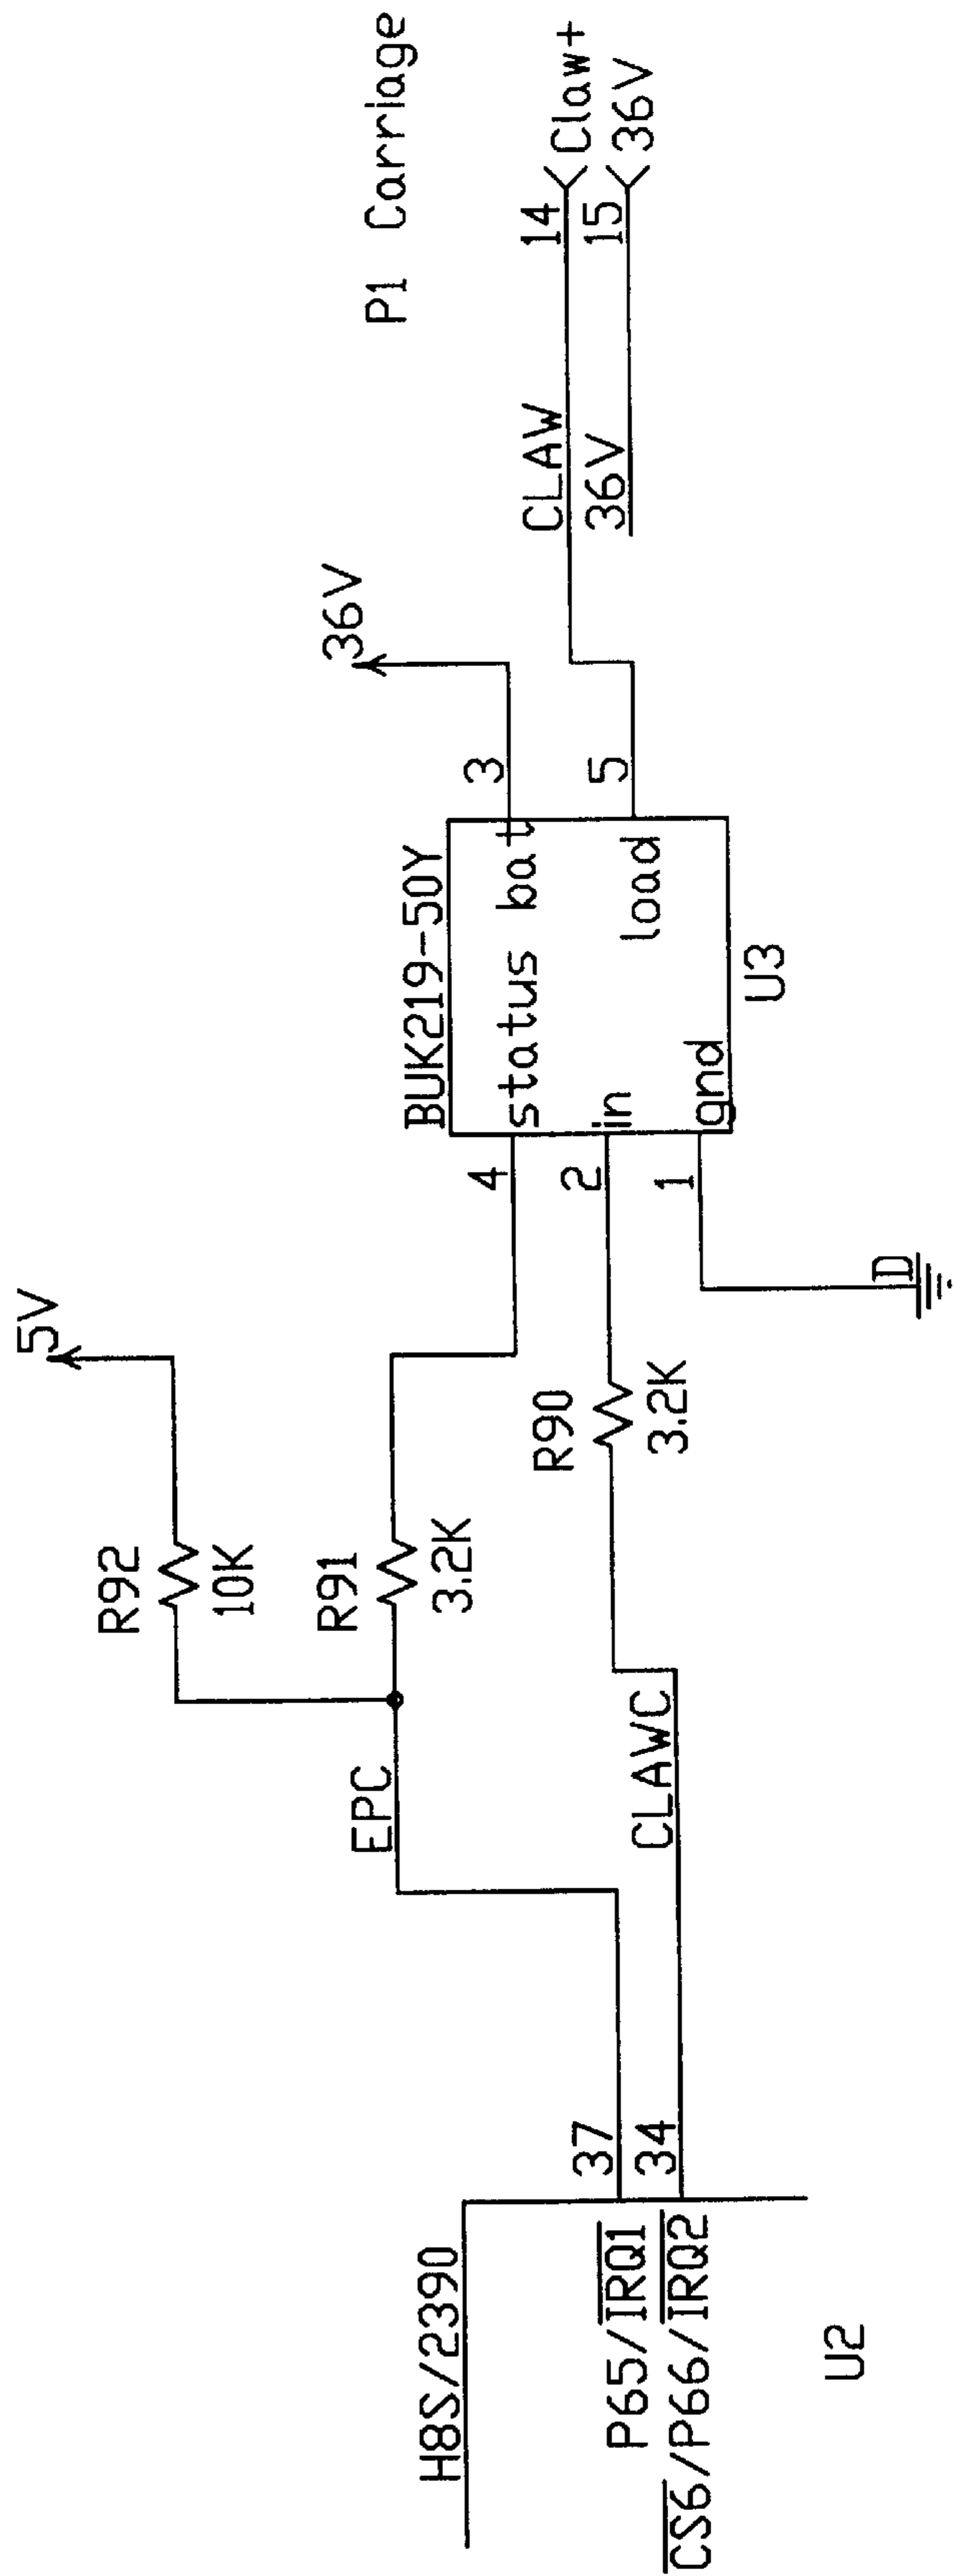 H8S/2390
P65/IRQ1
CS6/P66/IRQ2
U2
37
34
EPC
CLAWC
R92
10K
5V
R91
3.2K
R90
3.2K
D
BUK219-50Y
4
status
bat
3
2
in
load
5
1
gnd
U3
36V
CLAW
36V
P1 Carriage
14
Claw+
15
36V